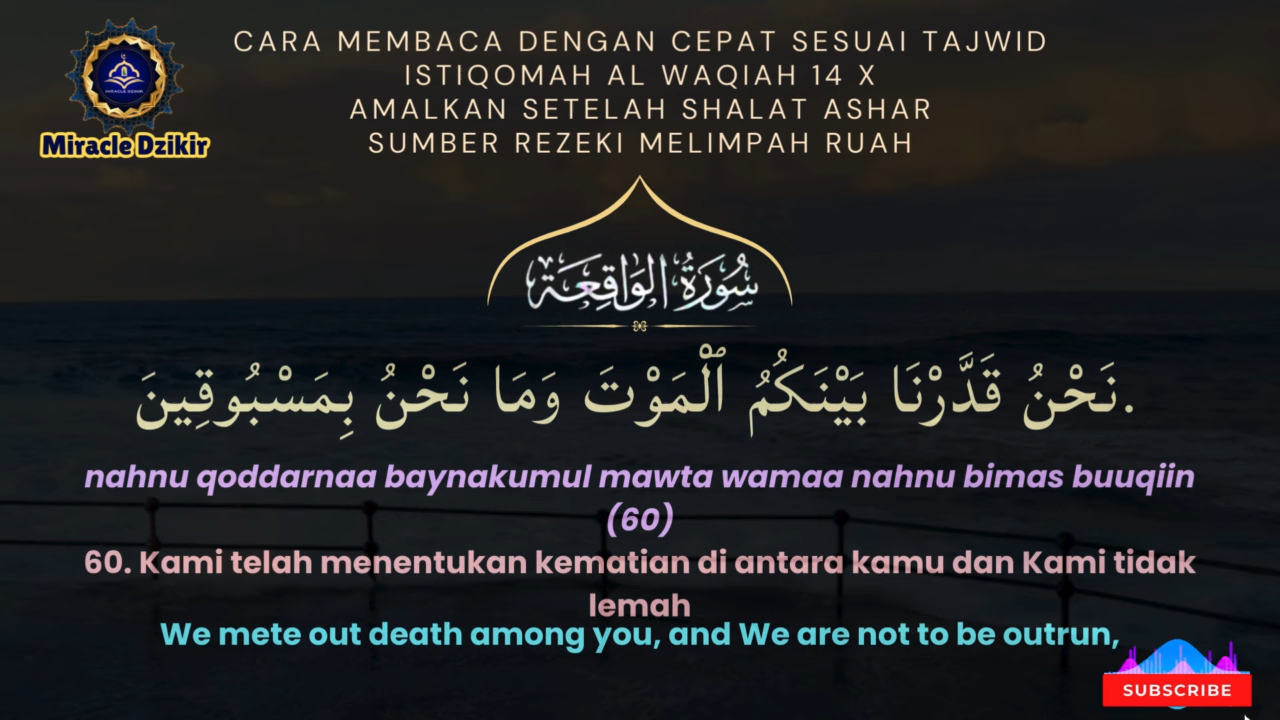 CARA MEMBACA DENGAN CEPAT SESUAI TAJWID
ISTIQOMAH AL WAQIAH 14 X
AMALKAN SETELAH SHALAT ASHAR
SUMBER REZEKI MELIMPAH RUAH
MIRACLE DZIKIR
Miracle Dzikir
سُورَةُ الوَاقِعَة
نَحْنُ قَدَّرْنَا بَيْنَكُمُ ٱلْمَوْتَ وَمَا نَحْنُ بِمَسْبُوقِينَ.
nahnu qoddarnaa baynakumul mawta wamaa nahnu bimas buuqiin
(60)
60. Kami telah menentukan kematian di antara kamu dan Kami tidak
lemah
We mete out death among you, and We are not to be outrun,
SUBSCRIBE